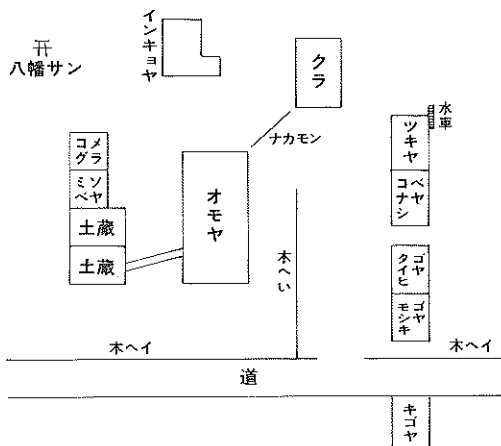 インキョヤ
八幡サン
クラ
ナカモン
水車
ツキヤ
コナシ
ベヤ
コメ
グラ
ミソ
ベヤ
土蔵
土蔵
オモヤ
木へい
タイヒ
ゴヤ
モシキ
ゴヤ
木ヘイ
木ヘイ
道
キゴヤ